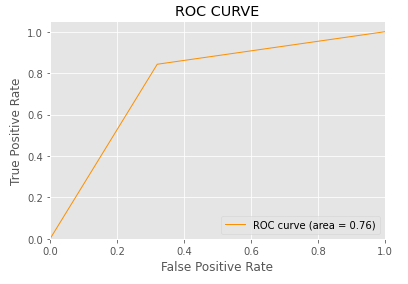 ROC CURVE
1.0
0.8
0.6
0.4
0.2
0.0
True Positive Rate
ROC curve (area = 0.76)
0.0 0.2 0.4 0.6 0.8 1.0
False Positive Rate